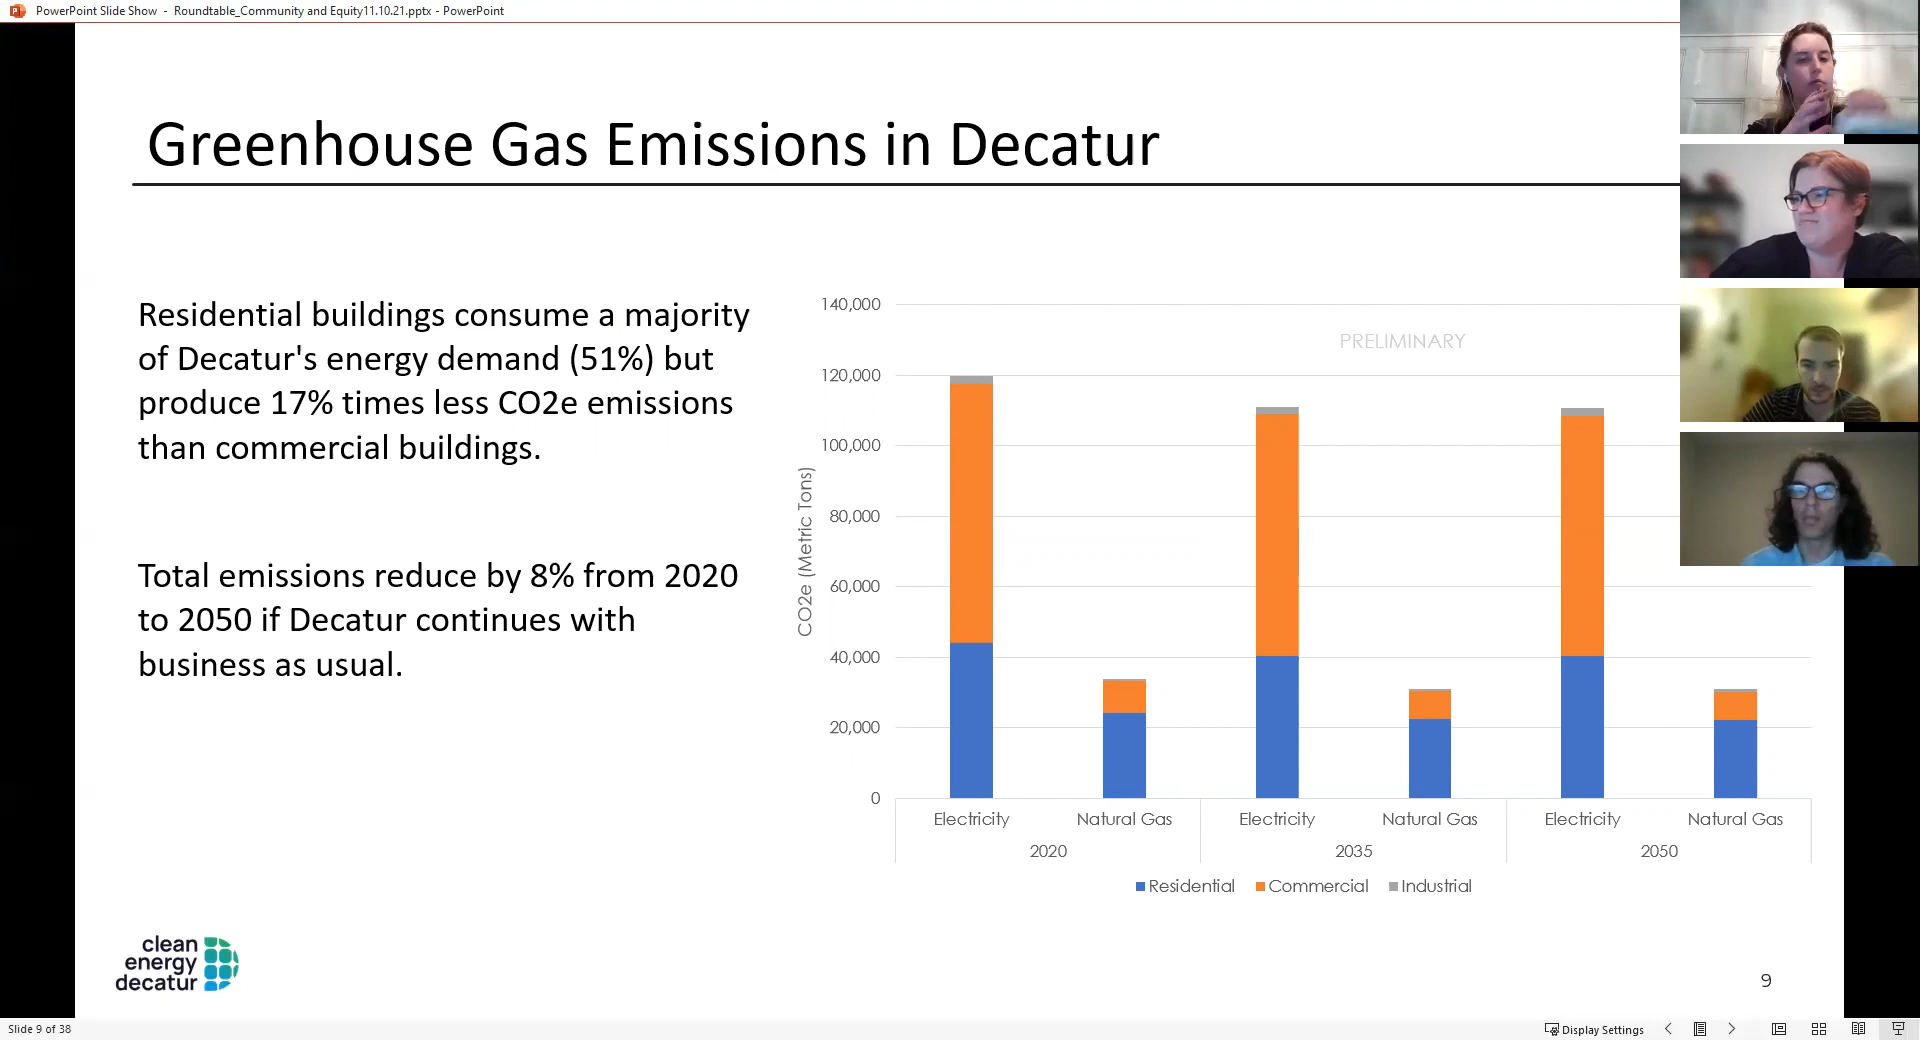 PowerPoint Slide Show - Roundtable_Community and Equity11.10.21.pptx - PowerPoint
Greenhouse Gas Emissions in Decatur
Residential buildings consume a majority
of Decatur's energy demand (51%) but
produce 17% times less CO2e emissions
than commercial buildings.
Total emissions reduce by 8% from 2020
to 2050 if Decatur continues with
business as usual.
PRELIMINARY
CO2e (Metric Tons)
140,000
120,000
100,000
80,000
60,000
40,000
20,000
0
Electricity Natural Gas Electricity Natural Gas Electricity Natural Gas
2020 2035 2050
Residential Commercial Industrial
clean
energy
decatur
9
Slide 9 of 38
Display Settings